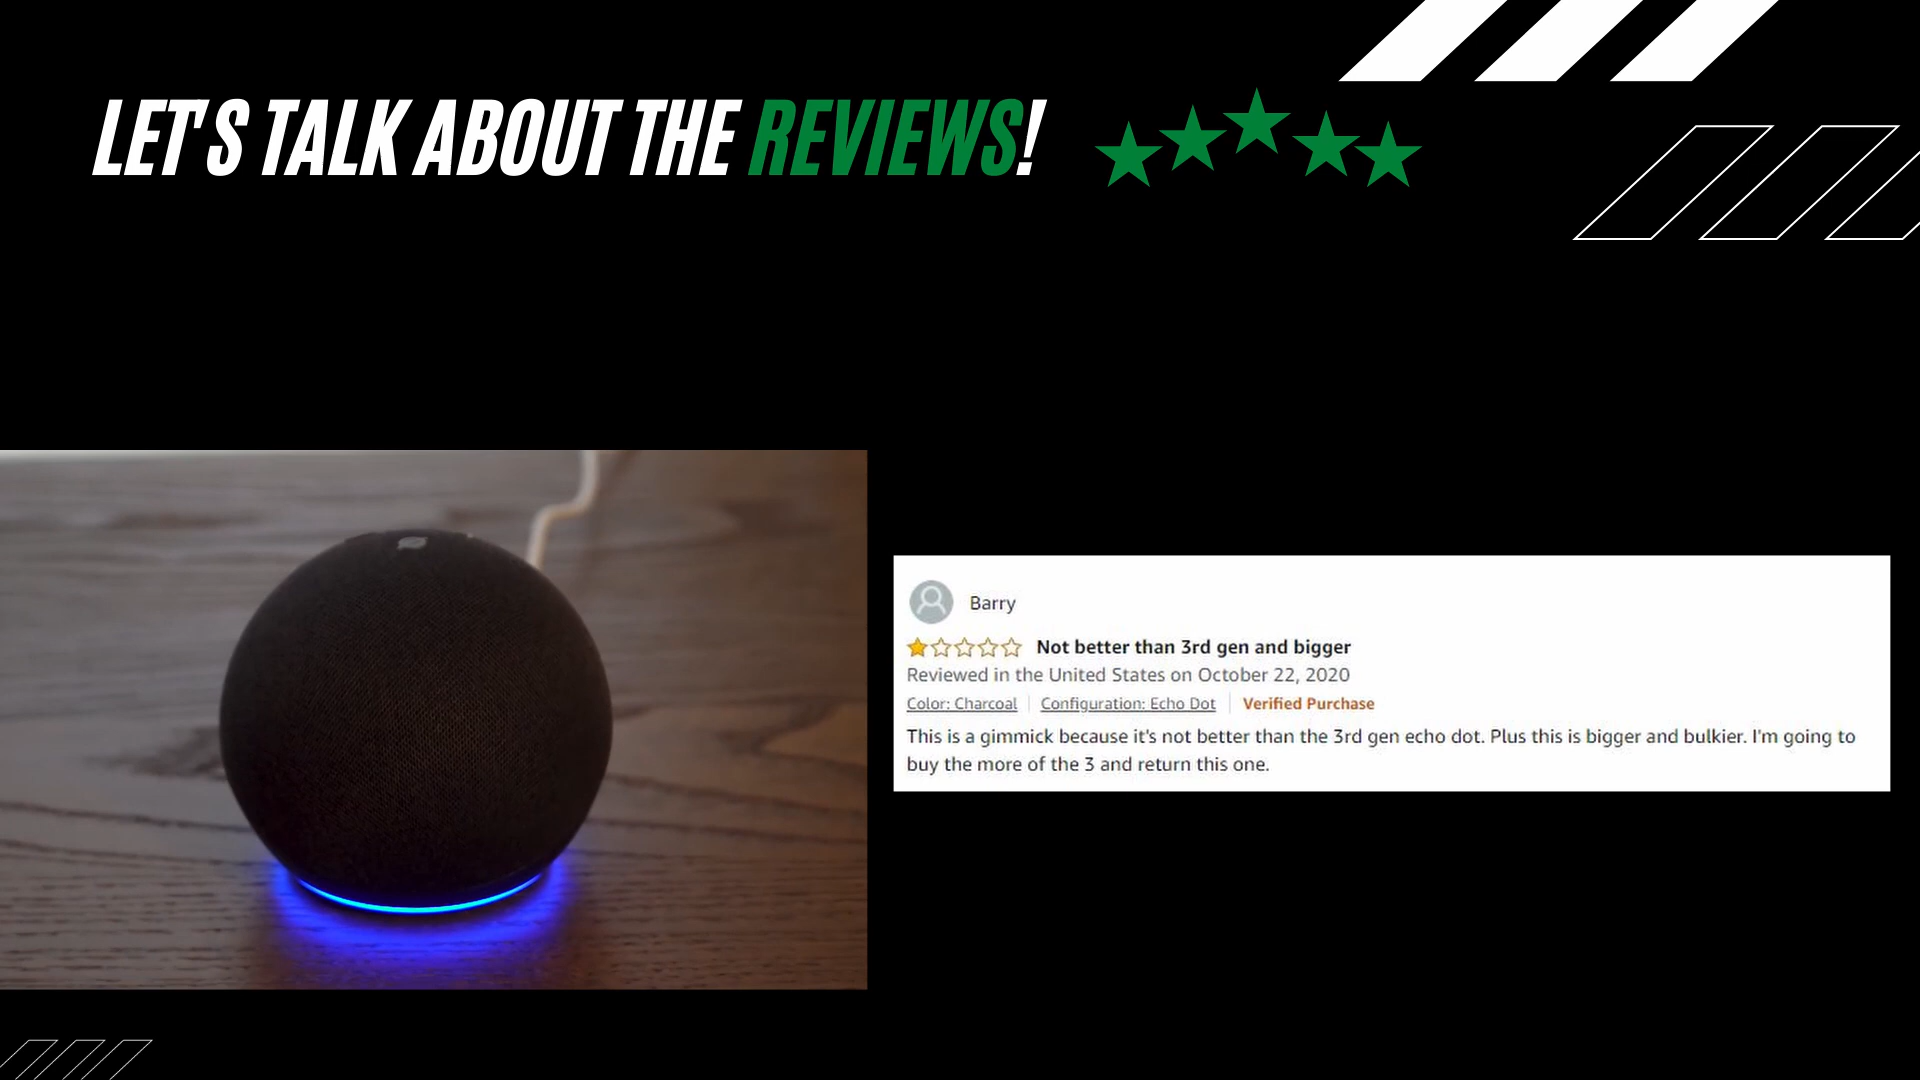 LET'S TALK ABOUT THE REVIEWS!
Barry
Not better than 3rd gen and bigger
Reviewed in the United States on October 22, 2020
Color: Charcoal | Configuration: Echo Dot | Verified Purchase
This is a gimmick because it's not better than the 3rd gen echo dot. Plus this is bigger and bulkier. I'm going to
buy the more of the 3 and return this one.